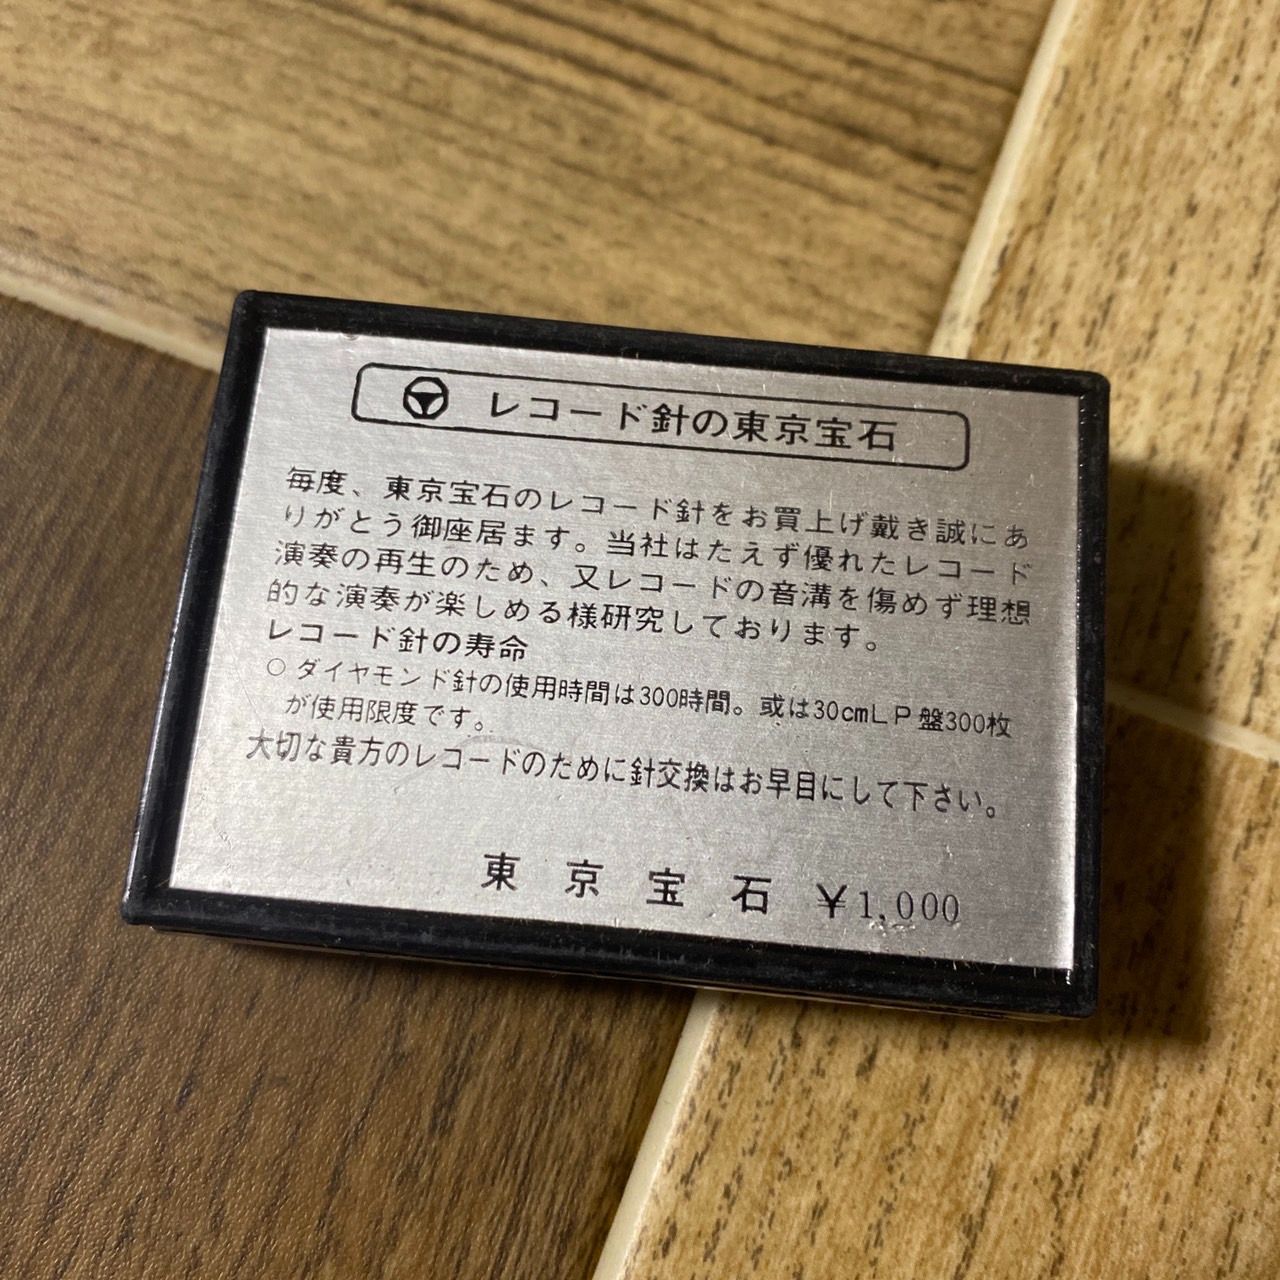 レコード針の東京宝石
毎度、東京宝石のレコード針をお買上げ戴き誠にあ
りがとう御座居ます。当社はたえず優れたレコード
演奏の再生のため、又レコードの音溝を傷めず理想
的な演奏が楽しめる様研究しております。
レコード針の寿命
○ ダイヤモンド針の使用時間は300時間。或は30cmLP盤300枚
が使用限度です。
大切な貴方のレコードのために針交換はお早目にして下さい。
東京宝石 ¥1,000